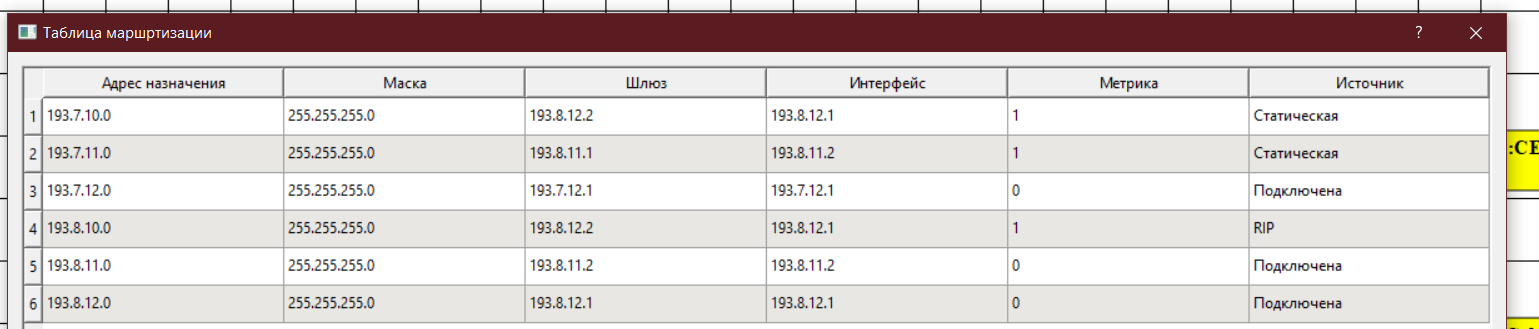 Таблица маршртизации
Адрес назначения Маска Шлюз Интерфейс Метрика Источник
1 193.7.10.0 255.255.255.0 193.8.12.2 193.8.12.1 1 Статическая
2 193.7.11.0 255.255.255.0 193.8.11.1 193.8.11.2 1 Статическая
3 193.7.12.0 255.255.255.0 193.7.12.1 193.7.12.1 0 Подключена
4 193.8.10.0 255.255.255.0 193.8.12.2 193.8.12.1 1 RIP
5 193.8.11.0 255.255.255.0 193.8.11.2 193.8.11.2 0 Подключена
6 193.8.12.0 255.255.255.0 193.8.12.1 193.8.12.1 0 Подключена